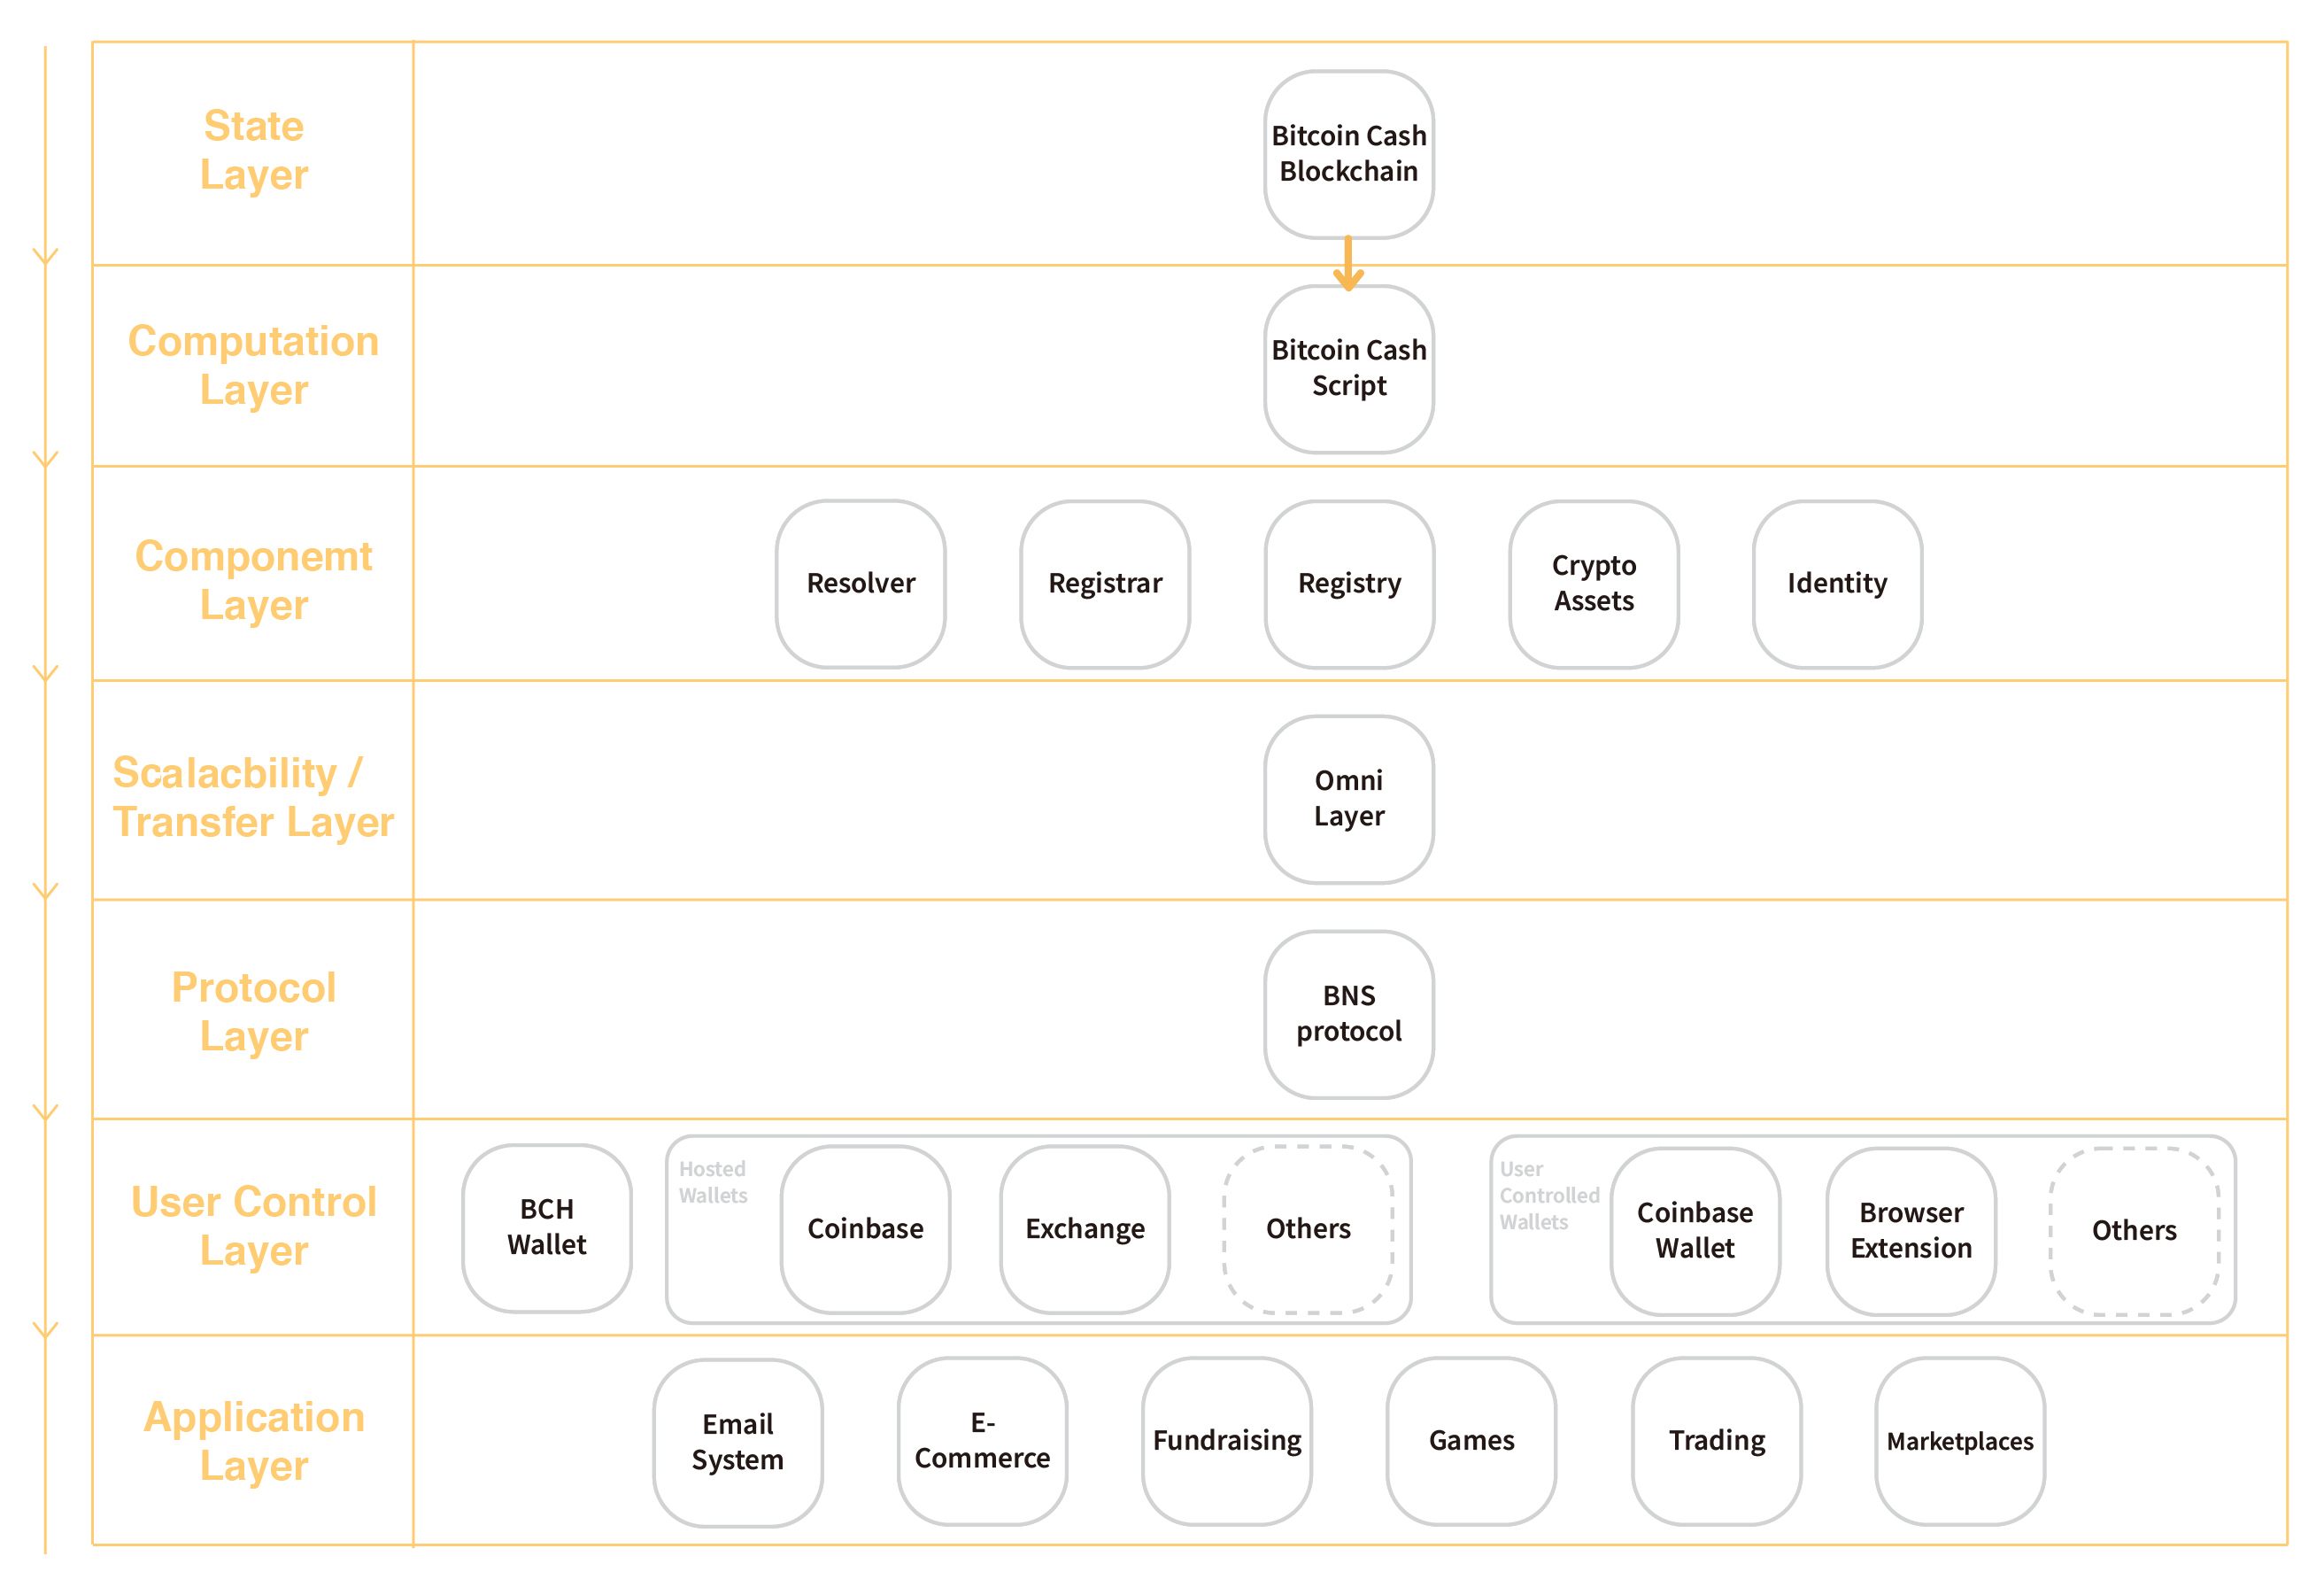 State
Layer
Bitcoin Cash
Blockchain
Computation
Layer
Bitcoin Cash
Script
Componemt
Layer
Resolver
Registrar
Registry
Crypto
Assets
Identity
Scalacbility /
Transfer Layer
Omni
Layer
Protocol
Layer
BNS
protocol
User Control
Layer
BCH
Wallet
Hosted
Wallets
Coinbase
Exchange
Others
User
Controlled
Wallets
Coinbase
Wallet
Browser
Extension
Others
Application
Layer
Email
System
E-
Commerce
Fundraising
Games
Trading
Marketplaces